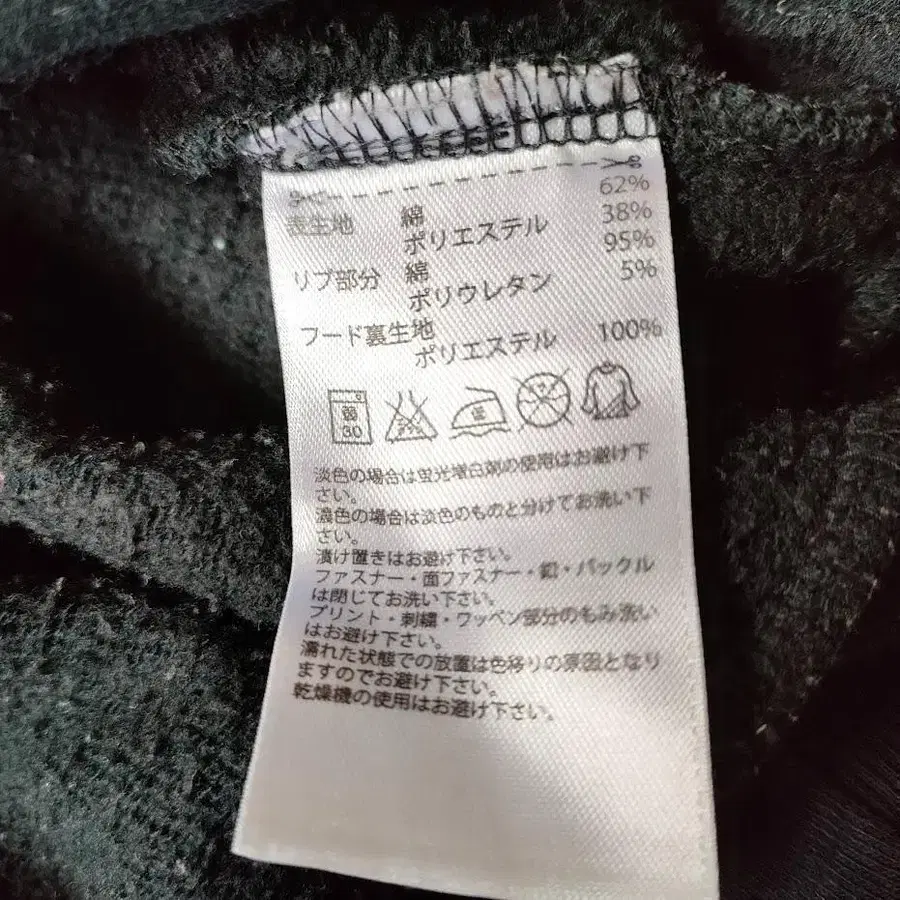 表生地 綿 62%
ポリエステル 38%
リブ部分 綿 95%
ポリウレタン 5%
フード裏生地
ポリエステル 100%
弱
30
淡色の場合は蛍光増白剤の使用はお避け下
さい。
濃色の場合は淡色のものと分けてお洗い下
さい。
漬け置きはお避け下さい。
ファスナー・面ファスナー・釦・バックル
は閉じてお洗い下さい。
プリント・刺繍・ワッペン部分のもみ洗い
はお避け下さい。
濡れた状態での放置は色移りの原因となり
ますのでお避け下さい。
乾燥機の使用はお避け下さい。